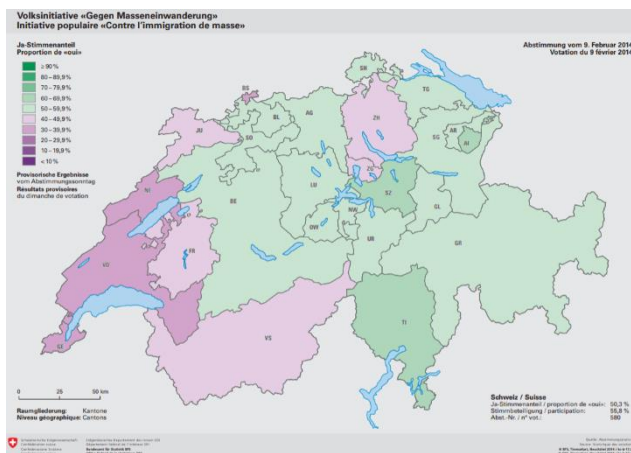 Volksinitiative «Gegen Masseneinwanderung»
Initiative populaire «Contre l'immigration de masse»
Ja-Stimmenanteil
Proportion de «oui»
Abstimmung vom 9. Februar 2014
Votation du 9 février 2014
≥ 90 %
80 – 89,9 %
70 – 79,9 %
60 – 69,9 %
50 – 59,9 %
40 – 49,9 %
30 – 39,9 %
20 – 29,9 %
10 – 19,9 %
< 10 %
Provisorische Ergebnisse
vom Abstimmungssonntag
Résultats provisoires
du dimanche de votation
SH
BS
TG
BL
AG
ZH
JU
SO
SG
AR
AI
ZG
NE
LU
SZ
BE
NW
GL
OW
UR
GR
FR
VD
TI
VS
GE
0 25 50 km
Raumgliederung: Kantone
Niveau géographique: Cantons
Schweiz / Suisse
Ja-Stimmenanteil / proportion de «oui»: 50,3 %
Stimmbeteiligung / participation: 55,8 %
Abst.-Nr. / n° vot.: 580